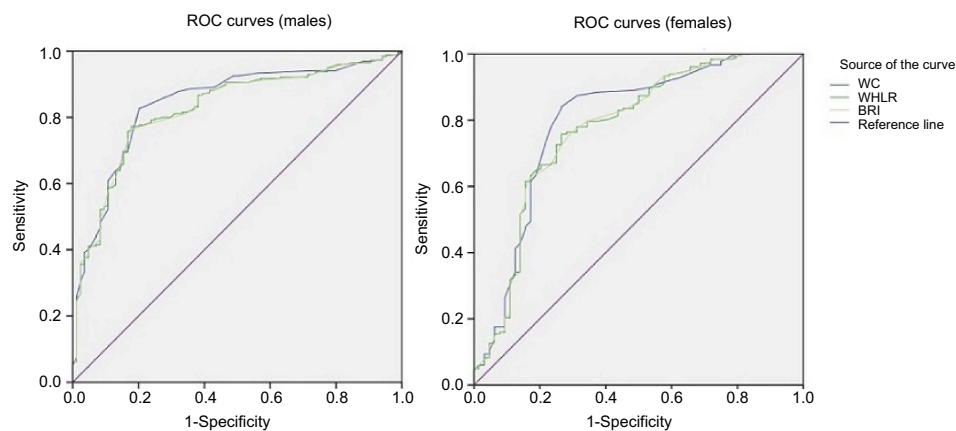 ROC curves (males)
1.0
0.8
0.6
0.4
0.2
0.0
Sensitivity
0.0 0.2 0.4 0.6 0.8 1.0
1-Specificity
ROC curves (females)
1.0
0.8
0.6
0.4
0.2
0.0
Sensitivity
0.0 0.2 0.4 0.6 0.8 1.0
1-Specificity
Source of the curve
WC
WHLR
BRI
Reference line